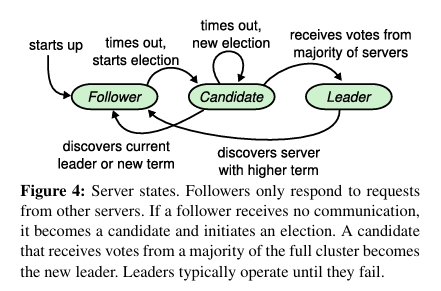 starts up
times out,
starts election
times out,
new election
receives votes from
majority of servers
Follower
Candidate
Leader
discovers current
leader or new term
discovers server
with higher term
Figure 4: Server states. Followers only respond to requests
from other servers. If a follower receives no communication,
it becomes a candidate and initiates an election. A candidate
that receives votes from a majority of the full cluster becomes
the new leader. Leaders typically operate until they fail.